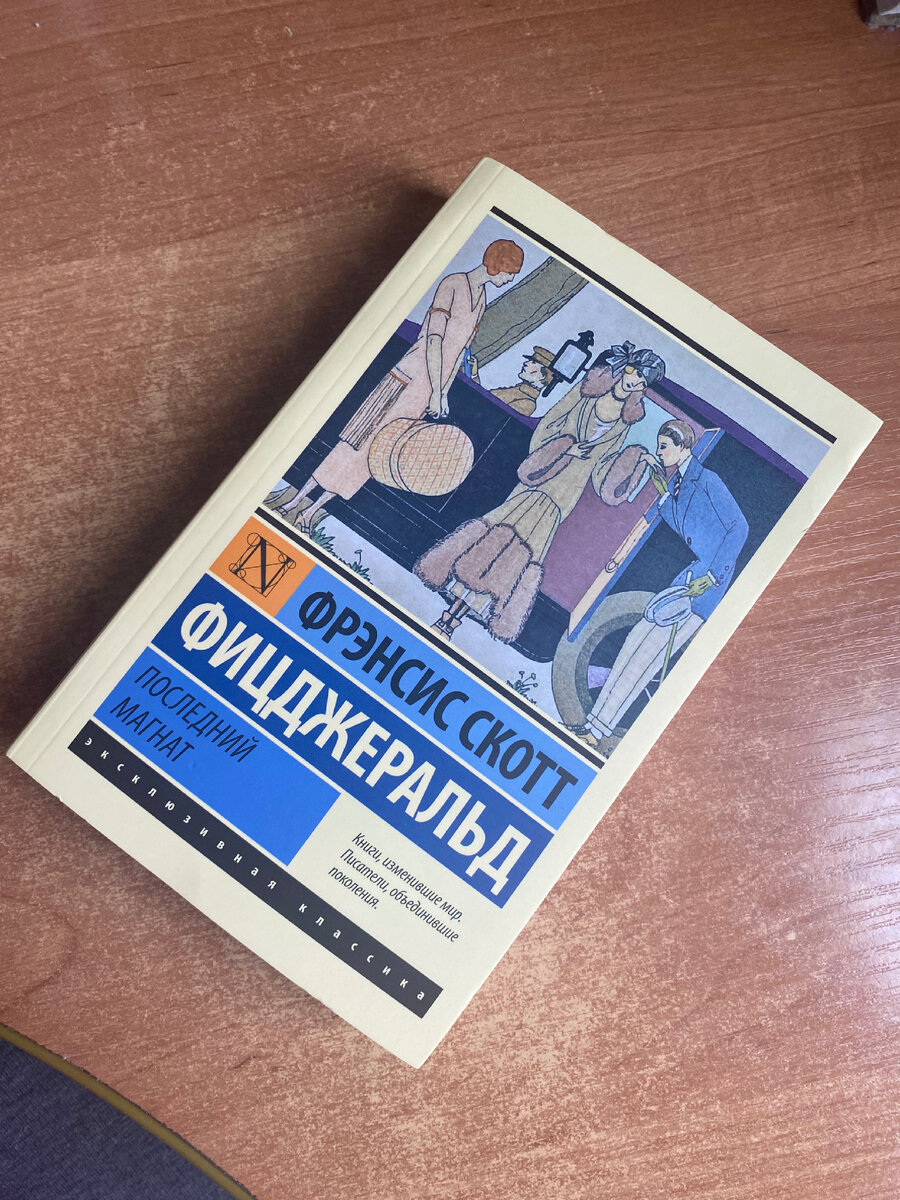 N
ФРЭНСИС СКОТТ
ФИЦДЖЕРАЛЬД
ПОСЛЕДНИЙ
МАГНАТ
Книги, изменившие мир.
Писатели, объединившие
поколения.
эксклюзивная классика